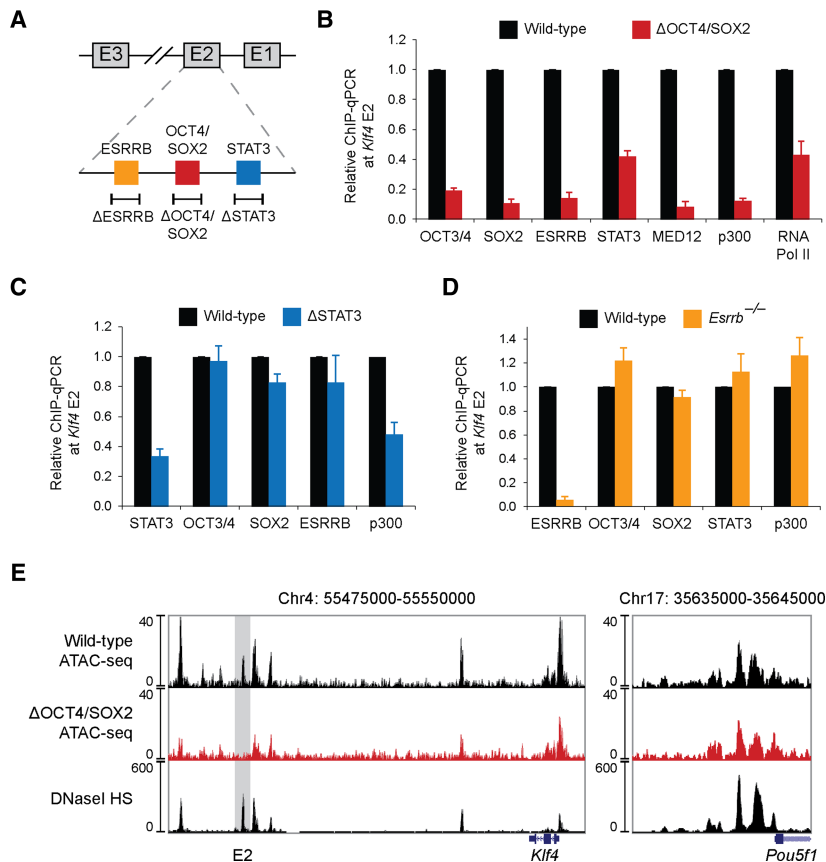 A
E3
E2
E1
ESRRB
OCT4/
SOX2
STAT3
ΔESRRB
ΔOCT4/
SOX2
ΔSTAT3
B
Wild-type
ΔOCT4/SOX2
Relative ChIP-qPCR
at Klf4 E2
1.2
1.0
0.8
0.6
0.4
0.2
0.0
OCT3/4
SOX2
ESRRB
STAT3
MED12
p300
RNA
Pol II
C
Wild-type
ΔSTAT3
Relative ChIP-qPCR
at Klf4 E2
1.2
1.0
0.8
0.6
0.4
0.2
0.0
STAT3
OCT3/4
SOX2
ESRRB
p300
D
Wild-type
Esrrb–/–
Relative ChIP-qPCR
at Klf4 E2
1.4
1.2
1.0
0.8
0.6
0.4
0.2
0.0
ESRRB
OCT3/4
SOX2
STAT3
p300
E
Chr4: 55475000-55550000
Chr17: 35635000-35645000
Wild-type
ATAC-seq
40
0
40
0
ΔOCT4/SOX2
ATAC-seq
40
0
40
0
DNaseI HS
600
0
600
0
E2
Klf4
Pou5f1